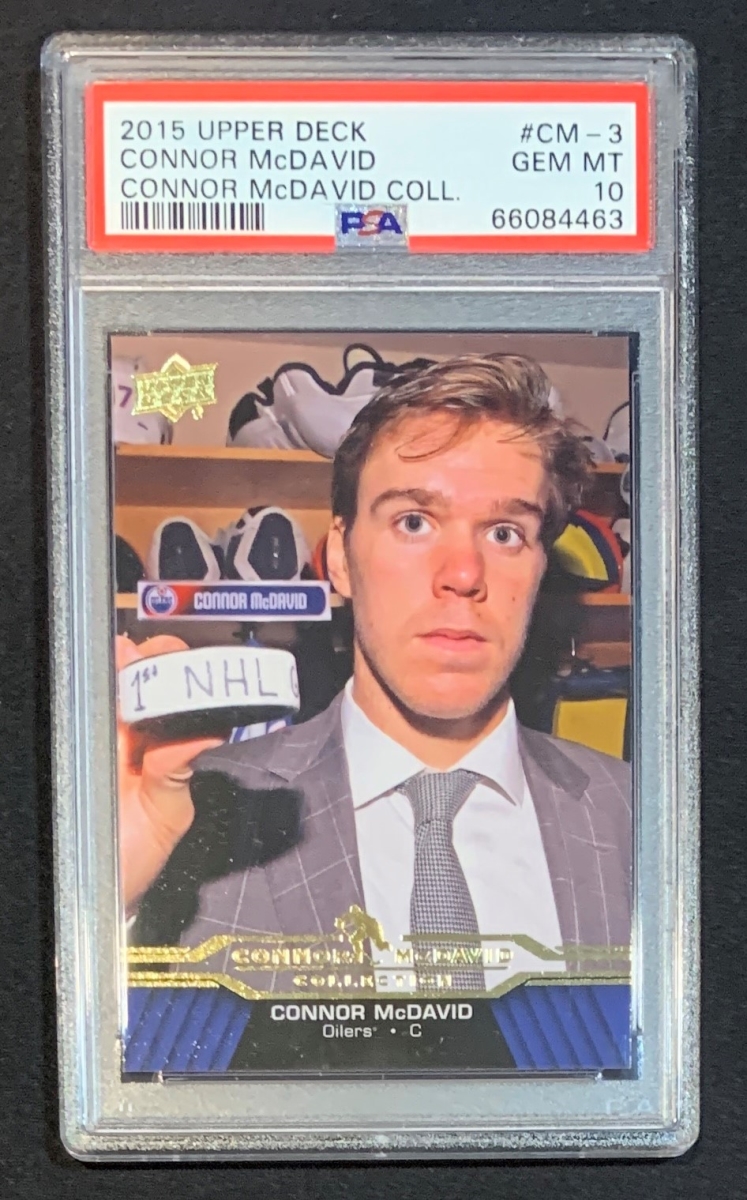 2015 UPPER DECK #CM-3
CONNOR McDAVID GEM MT
CONNOR McDAVID COLL. 10
PSA 66084463
UPPER DECK
7
CONNOR McDAVID
1st NHL G
CONNOR McDAVID
COLLECTION
CONNOR McDAVID
Oilers • C